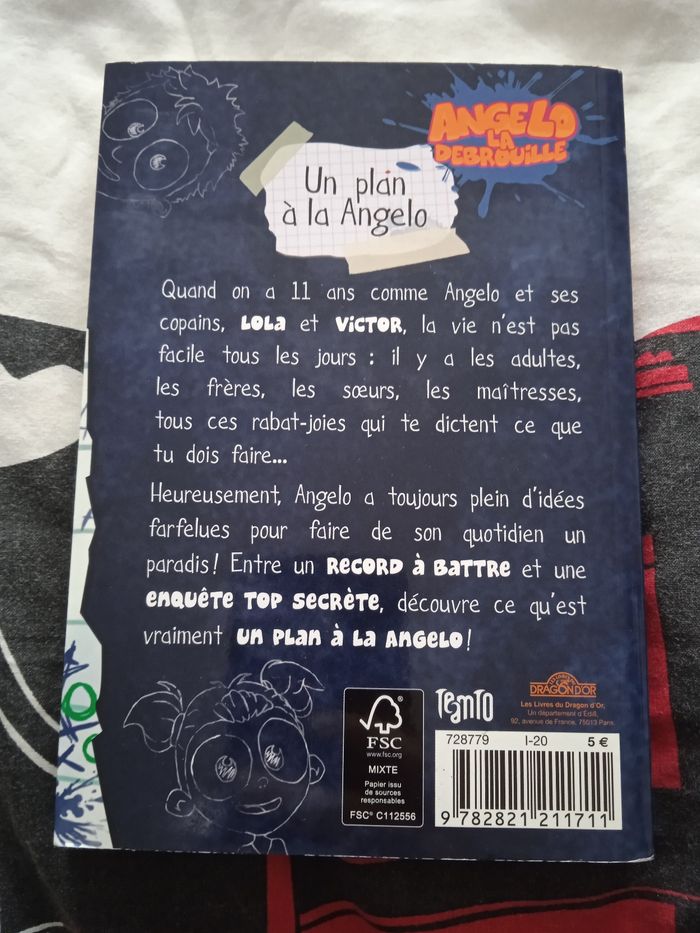 ANGELO
LA
DEBROUILLE
Un plan
à la Angelo
Quand on a 11 ans comme Angelo et ses
copains, LOLA et VICTOR, la vie n'est pas
facile tous les jours : il y a les adultes,
les frères, les sœurs, les maîtresses,
tous ces rabat-joies qui te dictent ce que
tu dois faire...
Heureusement, Angelo a toujours plein d'idées
farfelues pour faire de son quotidien un
paradis ! Entre un RECORD À BATTRE et une
ENQUÊTE TOP SECRÈTE, découvre ce qu'est
vraiment UN PLAN À LA ANGELO !
FSC
www.fsc.org
MIXTE
Papier issu
de sources
responsables
FSC® C112556
TeamTO
DRAGON D'OR
Les Livres du Dragon d'Or,
Un département d'Édi8,
92, avenue de France, 75013 Paris.
728779 I-20 5 €
9 782821 211711